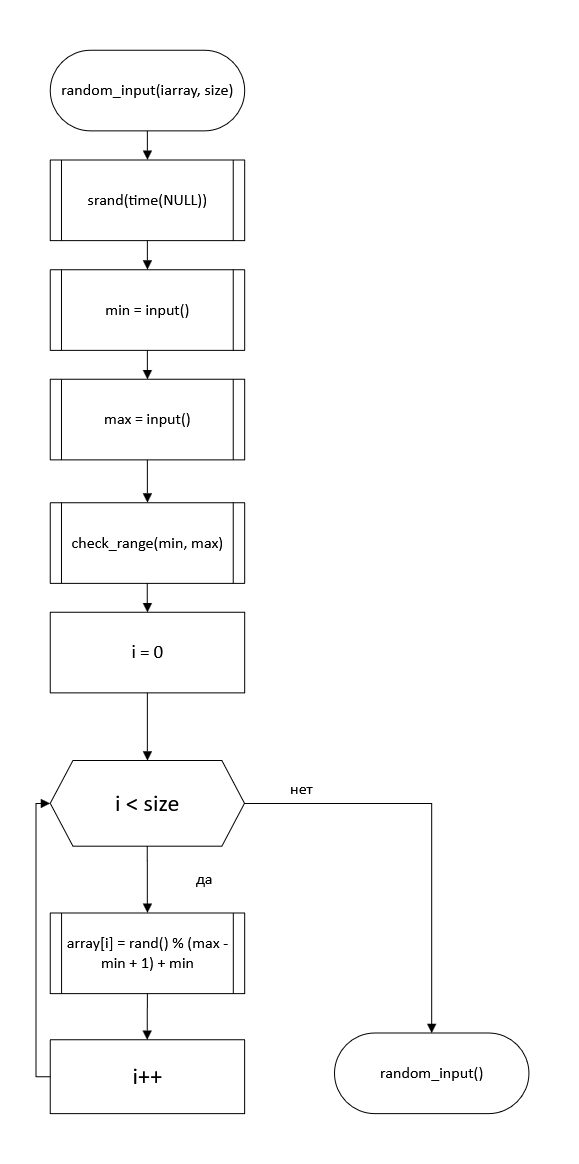 random_input(iarray, size)
srand(time(NULL))
min = input()
max = input()
check_range(min, max)
i = 0
i < size
нет
да
array[i] = rand() % (max -
min + 1) + min
i++
random_input()